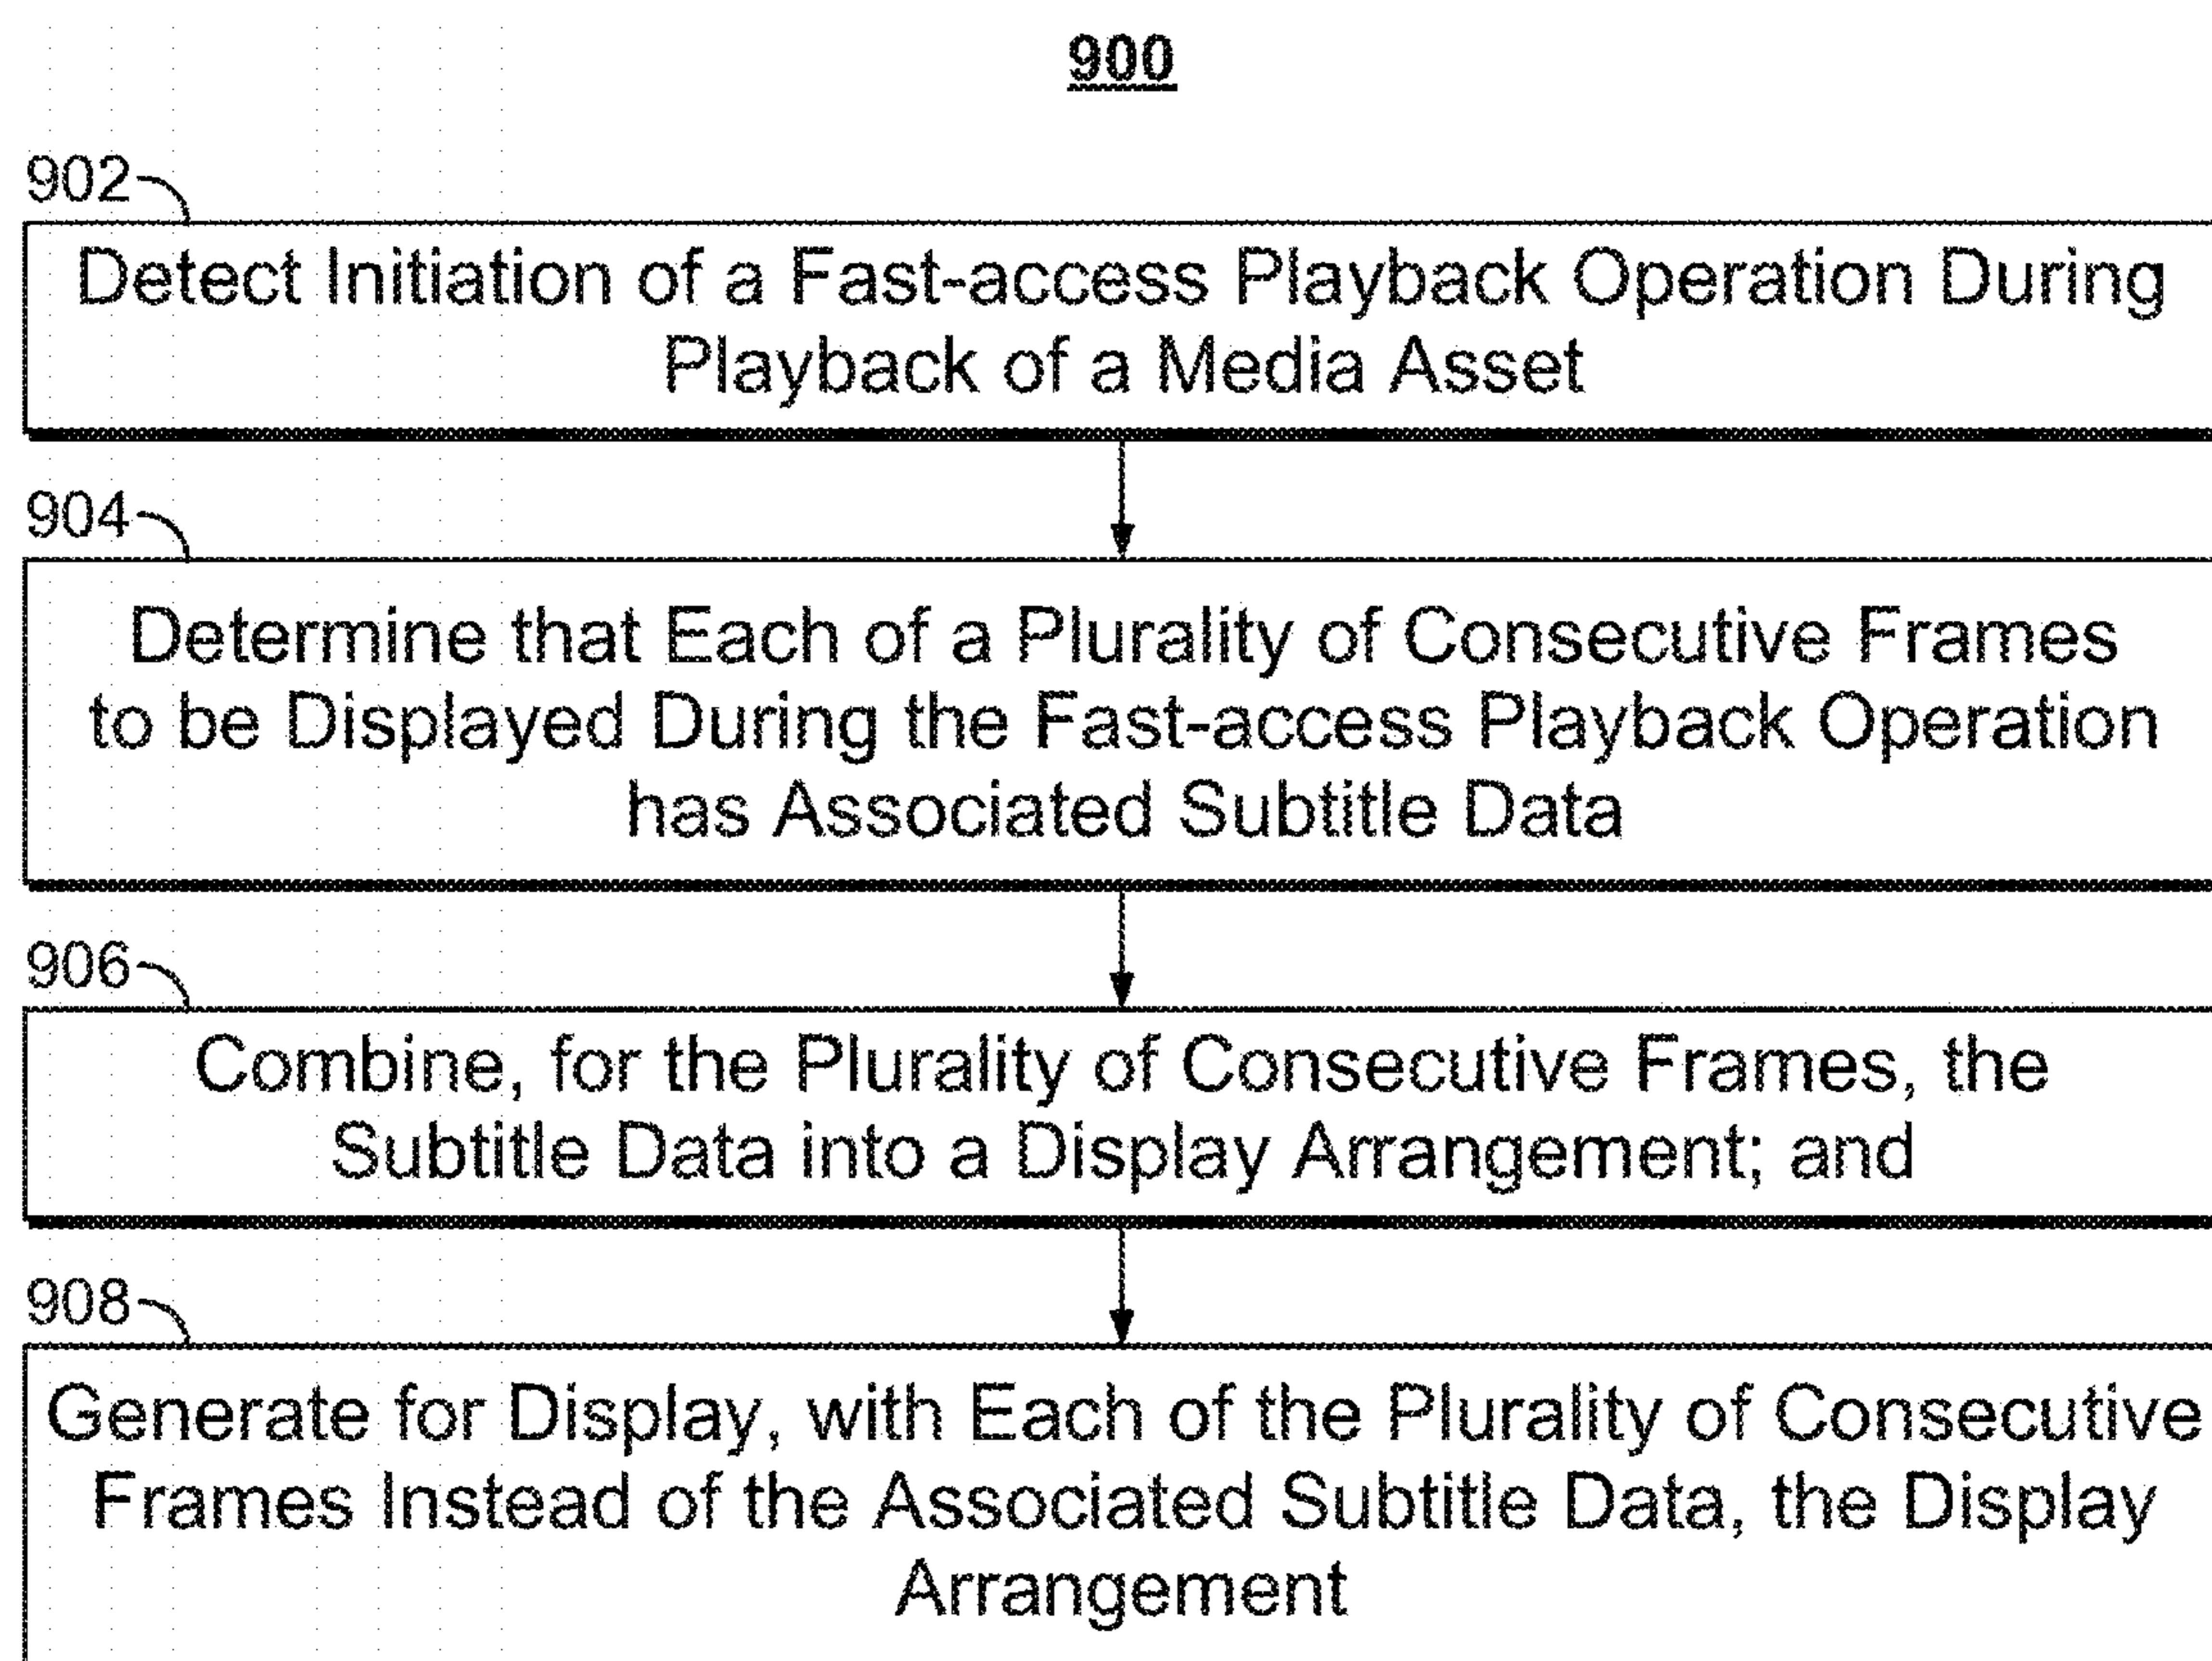 900
902
Detect Initiation of a Fast-access Playback Operation During
Playback of a Media Asset
904
Determine that Each of a Plurality of Consecutive Frames
to be Displayed During the Fast-access Playback Operation
has Associated Subtitle Data
906
Combine, for the Plurality of Consecutive Frames, the
Subtitle Data into a Display Arrangement; and
908
Generate for Display, with Each of the Plurality of Consecutive
Frames Instead of the Associated Subtitle Data, the Display
Arrangement